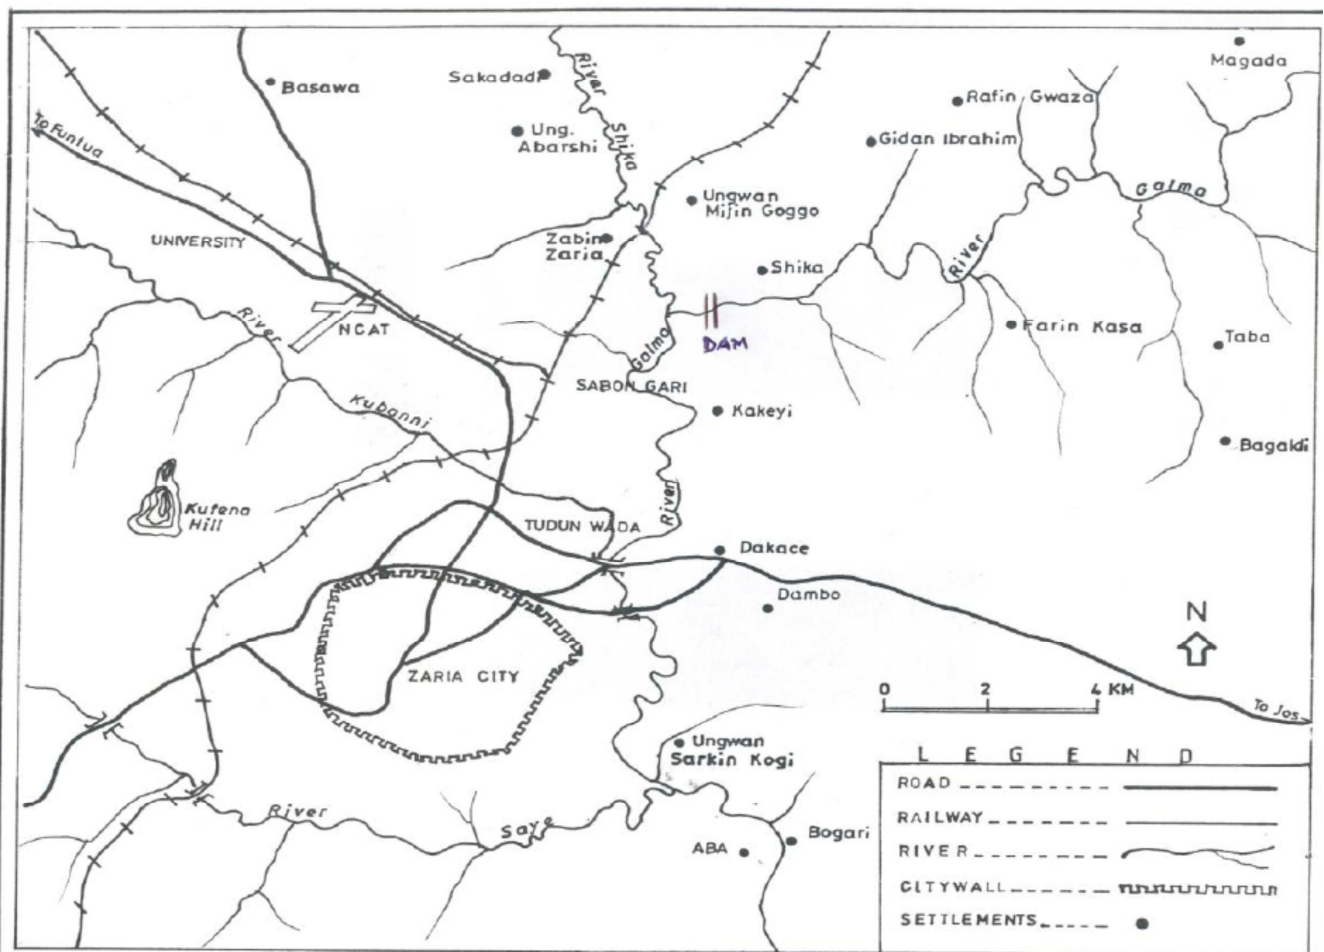 Magada
Basawa
Sakadadi
River
Shika
Rafin Gwaza
To Funtua
Ung.
Abarshi
Gidan Ibrahim
Galma
Ungwan
Mijin Goggo
UNIVERSITY
Zabin
Zaria
River
Shika
River
NCAT
DAM
Farin Kasa
Taba
Galma
SABON GARI
Kubanni
Kakeyi
Bagaldi
Kufena
Hill
River
TUDUN WADA
Dakace
Dambo
N
ZARIA CITY
0 2 4 KM
To Jos
Ungwan
Sarkin Kogi
LEGEND
ROAD
RAILWAY
River
Saye
Bogari
RIVER
ABA
CITYWALL
SETTLEMENTS